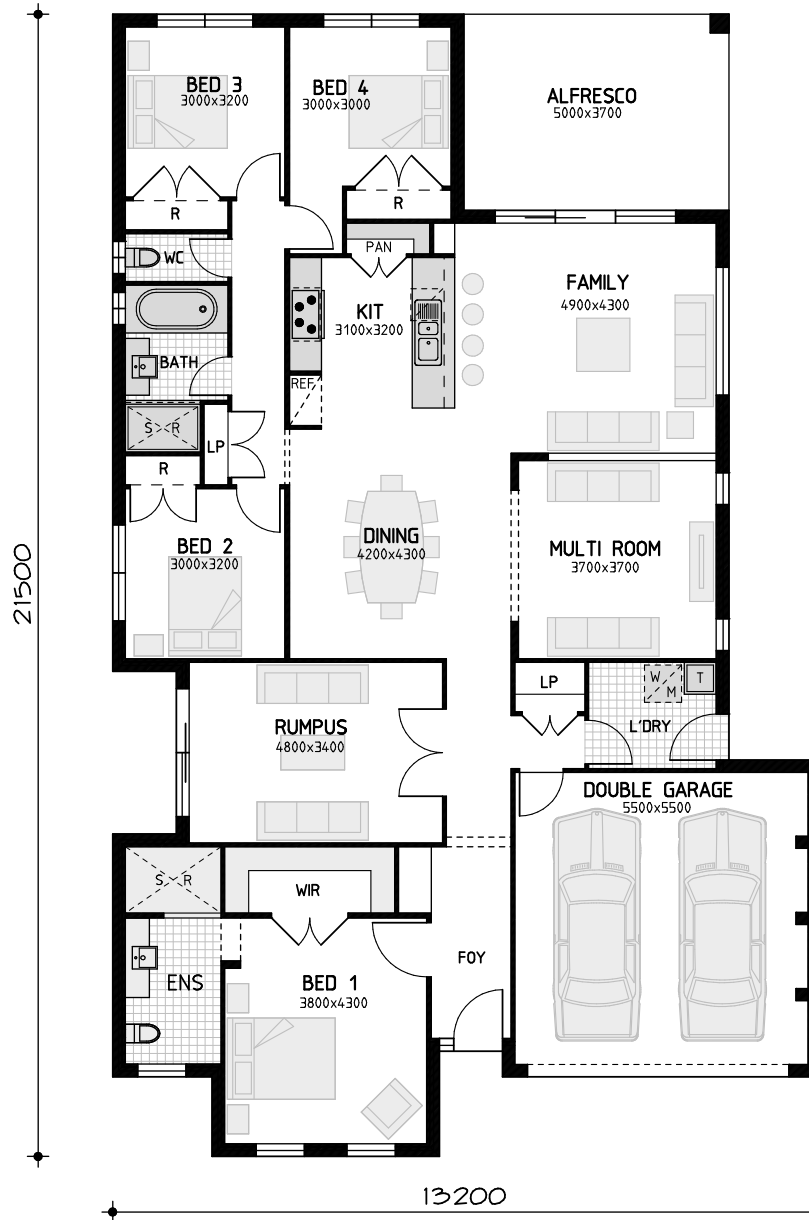 BED 3
3000x3200
BED 4
3000x3000
ALFRESCO
5000x3700
R
R
WC
PAN
FAMILY
4900x4300
KIT
3100x3200
BATH
REF
S R
LP
R
BED 2
3000x3200
DINING
4200x4300
MULTI ROOM
3700x3700
21500
LP
W
M
T
L'DRY
RUMPUS
4800x3400
DOUBLE GARAGE
5500x5500
S R
WIR
ENS
BED 1
3800x4300
FOY
13200